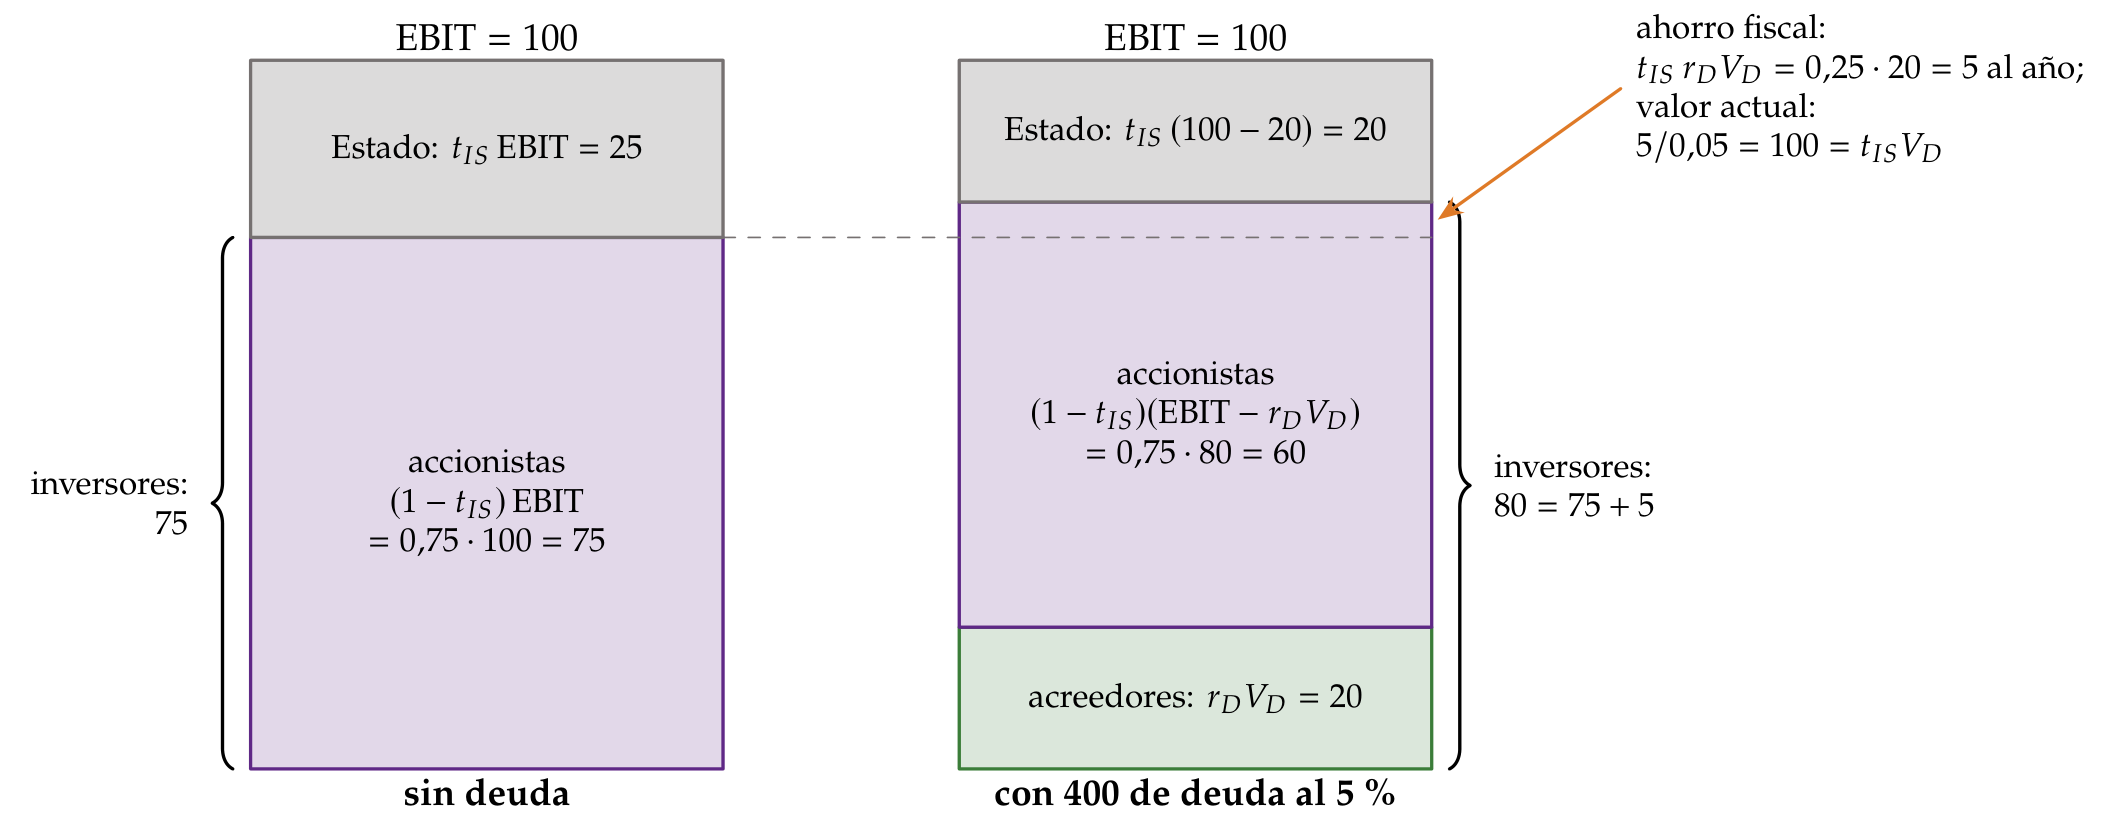 EBIT = 100
Estado: t_IS EBIT = 25
inversores:
75
accionistas
(1 − t_IS) EBIT
= 0,75 · 100 = 75
sin deuda
EBIT = 100
Estado: t_IS (100 − 20) = 20
accionistas
(1 − t_IS)(EBIT − r_D V_D)
= 0,75 · 80 = 60
acreedores: r_D V_D = 20
con 400 de deuda al 5 %
ahorro fiscal:
t_IS r_D V_D = 0,25 · 20 = 5 al año;
valor actual:
5/0,05 = 100 = t_IS V_D
inversores:
80 = 75 + 5